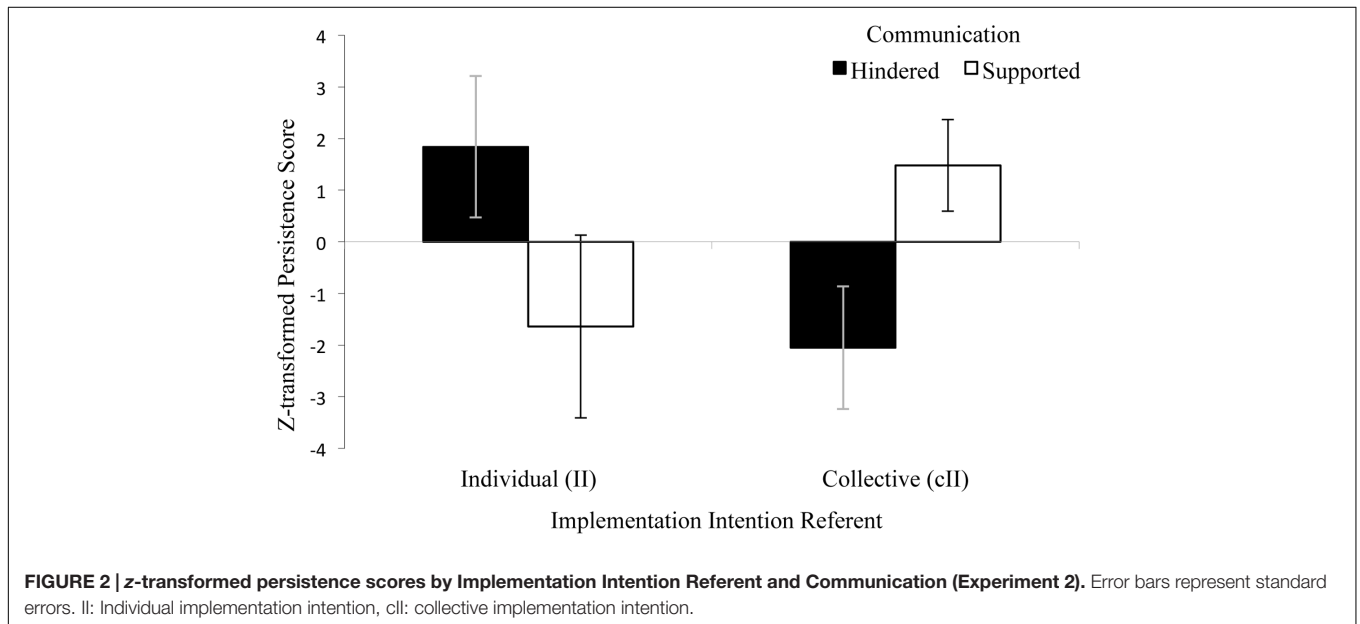 Communication
Hindered Supported
Z-transformed Persistence Score
4
3
2
1
0
-1
-2
-3
-4
Individual (II) Collective (cII)
Implementation Intention Referent
FIGURE 2 | z-transformed persistence scores by Implementation Intention Referent and Communication (Experiment 2). Error bars represent standard
errors. II: Individual implementation intention, cII: collective implementation intention.